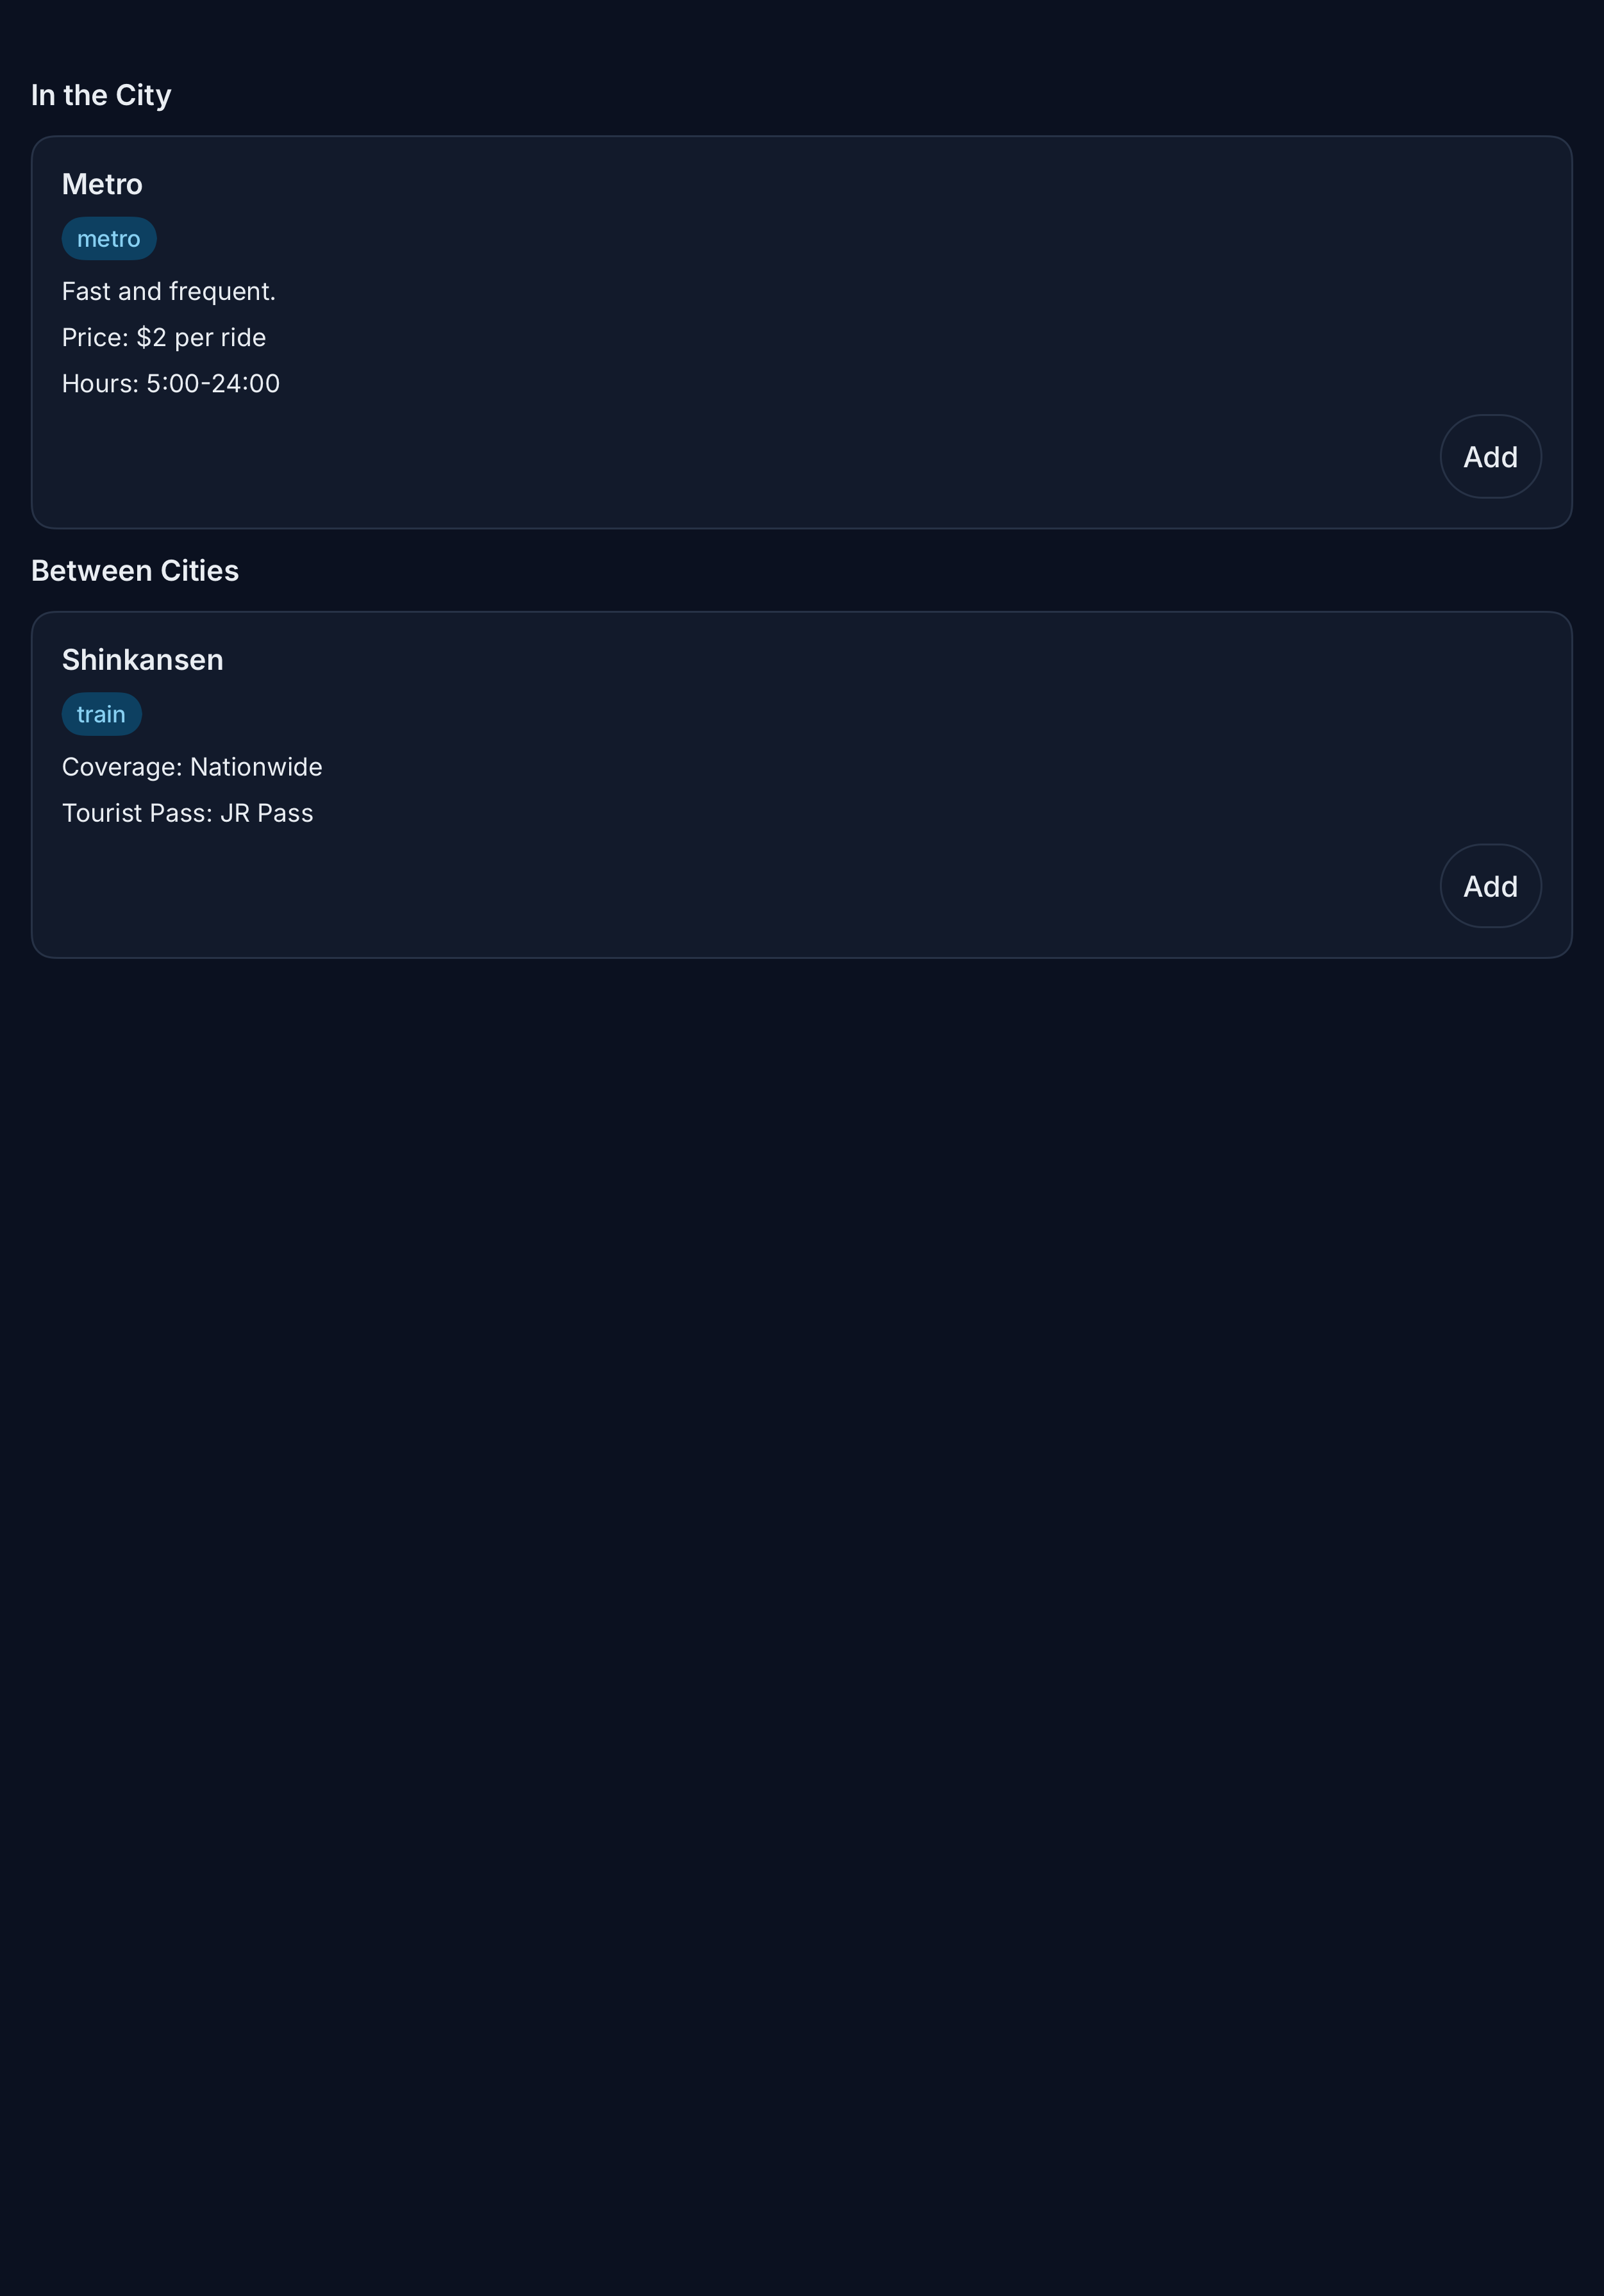 In the City
Metro
metro
Fast and frequent.
Price: $2 per ride
Hours: 5:00-24:00
Add
Between Cities
Shinkansen
train
Coverage: Nationwide
Tourist Pass: JR Pass
Add